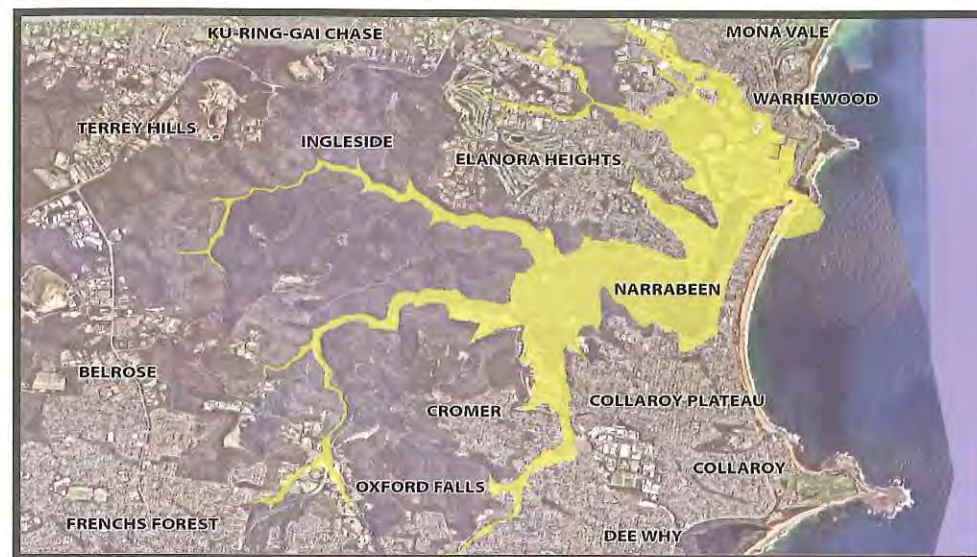 KU-RING-GAI CHASE
MONA VALE
WARRIEWOOD
TERREY HILLS
INGLESIDE
ELANORA HEIGHTS
NARRABEEN
BELROSE
CROMER
COLLAROY PLATEAU
COLLAROY
OXFORD FALLS
FRENCHS FOREST
DEE WHY